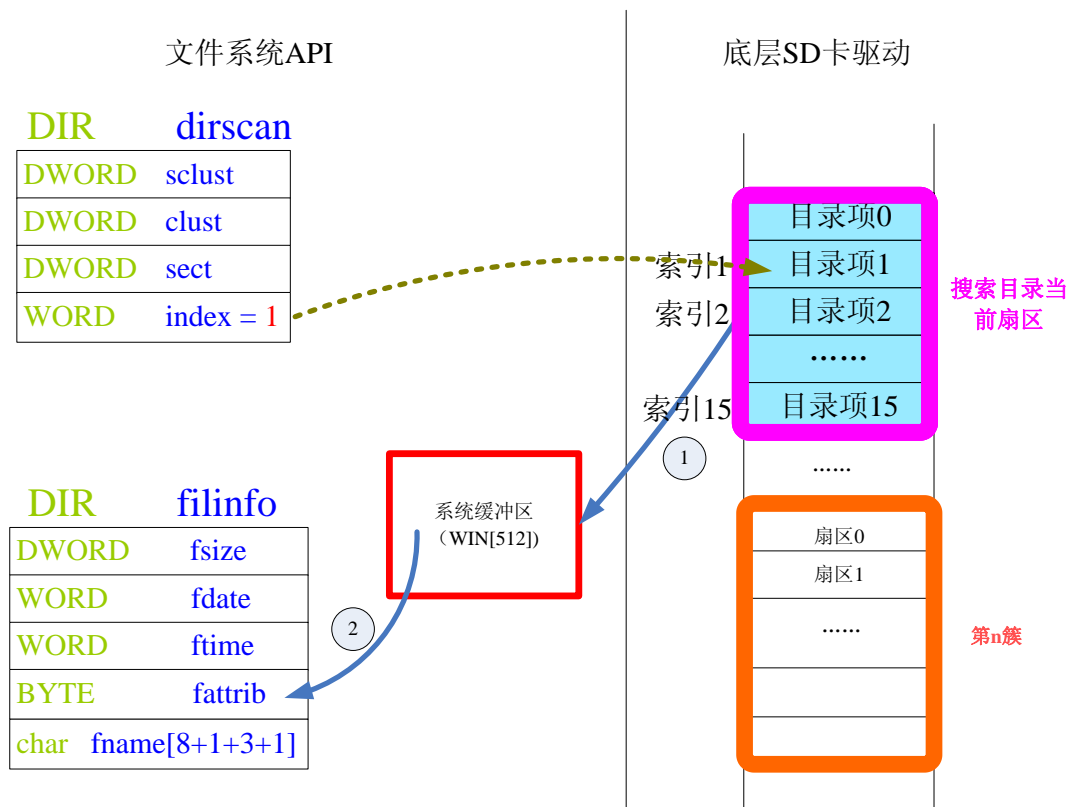 文件系统API
底层SD卡驱动
DIR dirscan
DWORD sclust
DWORD clust
DWORD sect
WORD index = 1
目录项0
索引1 目录项1
索引2 目录项2
……
索引15 目录项15
搜索目录当
前扇区
1
……
DIR filinfo
DWORD fsize
WORD fdate
WORD ftime
BYTE fattrib
char fname[8+1+3+1]
系统缓冲区
（WIN[512])
2
扇区0
扇区1
……
第n簇